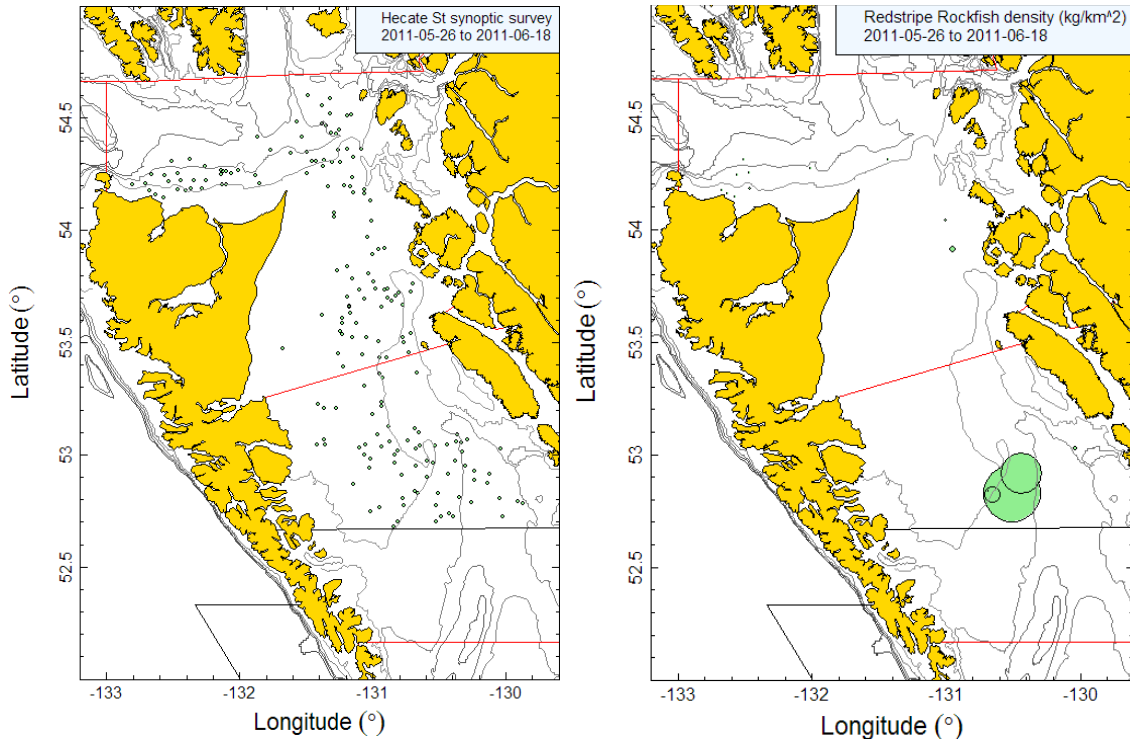 Hecate St synoptic survey
2011-05-26 to 2011-06-18
54.5
54
53.5
53
52.5
Latitude (°)
-133
-132
-131
-130
Longitude (°)
Redstripe Rockfish density (kg/km^2)
2011-05-26 to 2011-06-18
54.5
54
53.5
53
52.5
Latitude (°)
-133
-132
-131
-130
Longitude (°)